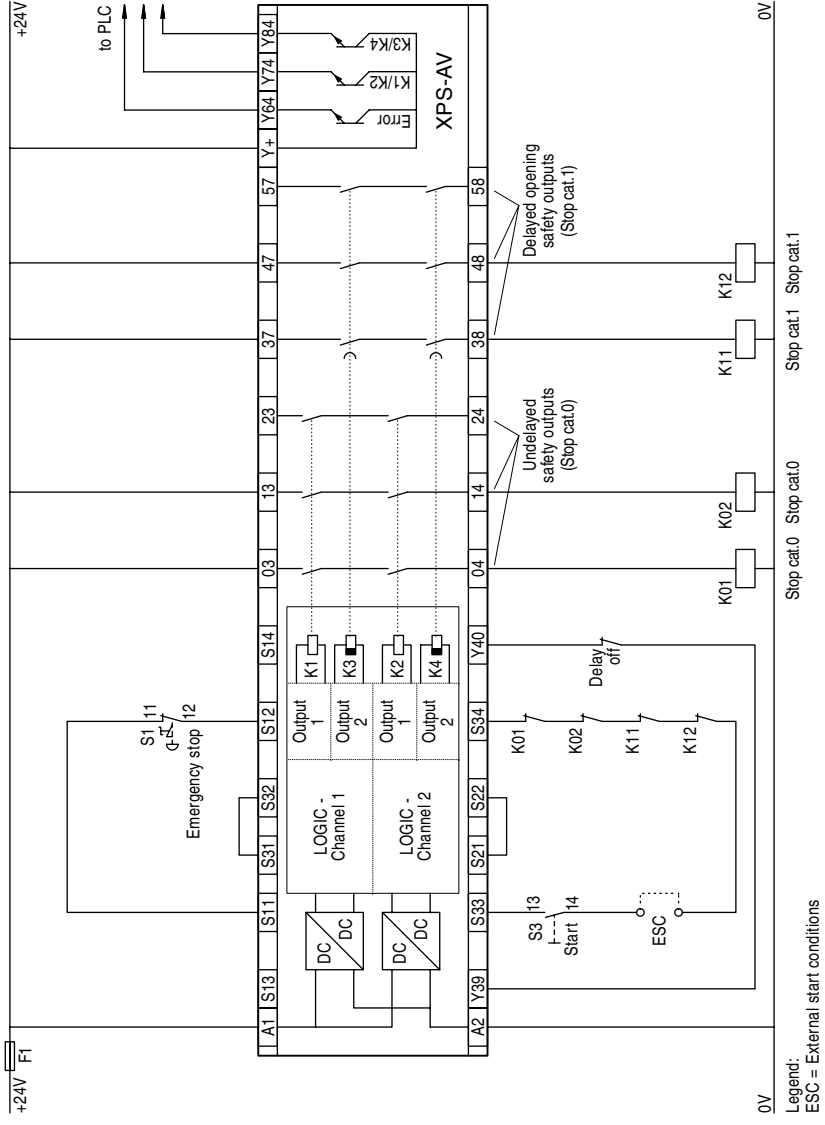 +24V
F1
+24V
A1
S13
S11
S31
S32
S12
S14
03
13
23
37
47
57
Y+
Y64
Y74
Y84
to PLC
S1
11
12
Emergency stop
DC
DC
DC
DC
LOGIC -
Channel 1
LOGIC -
Channel 2
Output
1
Output
2
Output
1
Output
2
K1
K3
K2
K4
Error
K1/K2
K3/K4
XPS-AV
A2
Y39
S33
S21
S22
S34
Y40
04
14
24
38
48
58
S3
13
14
Start
ESC
K01
K02
K11
K12
Delay
off
Undelayed
safety outputs
(Stop cat.0)
Delayed opening
safety outputs
(Stop cat.1)
K01
K02
K11
K12
0V
0V
Stop cat.0
Stop cat.0
Stop cat.1
Stop cat.1
Legend:
ESC = External start conditions